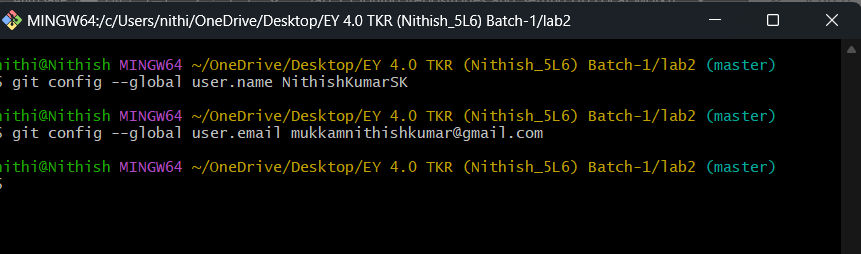 MINGW64:/c/Users/nithi/OneDrive/Desktop/EY 4.0 TKR (Nithish_5L6) Batch-1/lab2
nithi@Nithish MINGW64 ~/OneDrive/Desktop/EY 4.0 TKR (Nithish_5L6) Batch-1/lab2 (master)
$ git config --global user.name NithishKumarSK
nithi@Nithish MINGW64 ~/OneDrive/Desktop/EY 4.0 TKR (Nithish_5L6) Batch-1/lab2 (master)
$ git config --global user.email mukkamnithishkumar@gmail.com
nithi@Nithish MINGW64 ~/OneDrive/Desktop/EY 4.0 TKR (Nithish_5L6) Batch-1/lab2 (master)
$